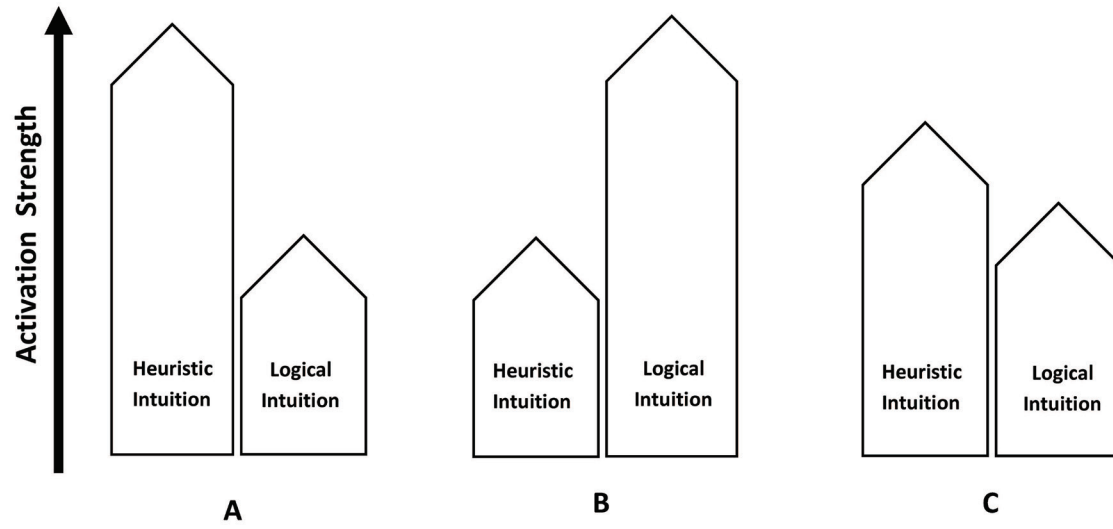 Activation Strength
Heuristic
Intuition
Logical
Intuition
A
Heuristic
Intuition
Logical
Intuition
B
Heuristic
Intuition
Logical
Intuition
C